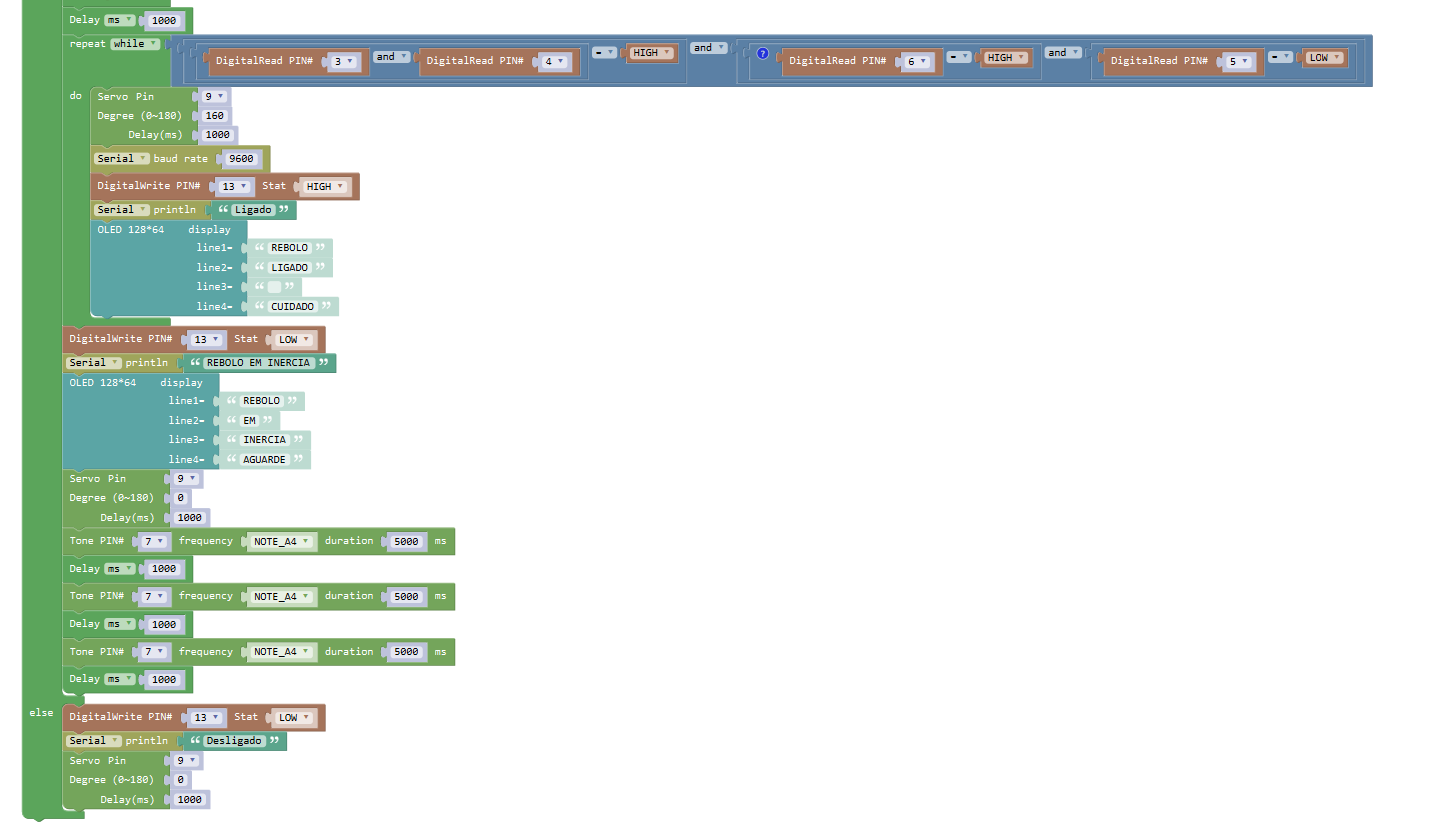 Delay ms 1000
repeat while DigitalRead PIN# 3 and DigitalRead PIN# 4 = HIGH and ? DigitalRead PIN# 6 = HIGH and DigitalRead PIN# 5 = LOW
do Servo Pin 9
Degree (0~180) 160
Delay(ms) 1000
Serial baud rate 9600
DigitalWrite PIN# 13 Stat HIGH
Serial println “ Ligado ”
OLED 128*64 display
line1= “ REBOLO ”
line2= “ LIGADO ”
line3= “ ”
line4= “ CUIDADO ”
DigitalWrite PIN# 13 Stat LOW
Serial println “ REBOLO EM INERCIA ”
OLED 128*64 display
line1= “ REBOLO ”
line2= “ EM ”
line3= “ INERCIA ”
line4= “ AGUARDE ”
Servo Pin 9
Degree (0~180) 0
Delay(ms) 1000
Tone PIN# 7 frequency NOTE_A4 duration 5000 ms
Delay ms 1000
Tone PIN# 7 frequency NOTE_A4 duration 5000 ms
Delay ms 1000
Tone PIN# 7 frequency NOTE_A4 duration 5000 ms
Delay ms 1000
else DigitalWrite PIN# 13 Stat LOW
Serial println “ Desligado ”
Servo Pin 9
Degree (0~180) 0
Delay(ms) 1000